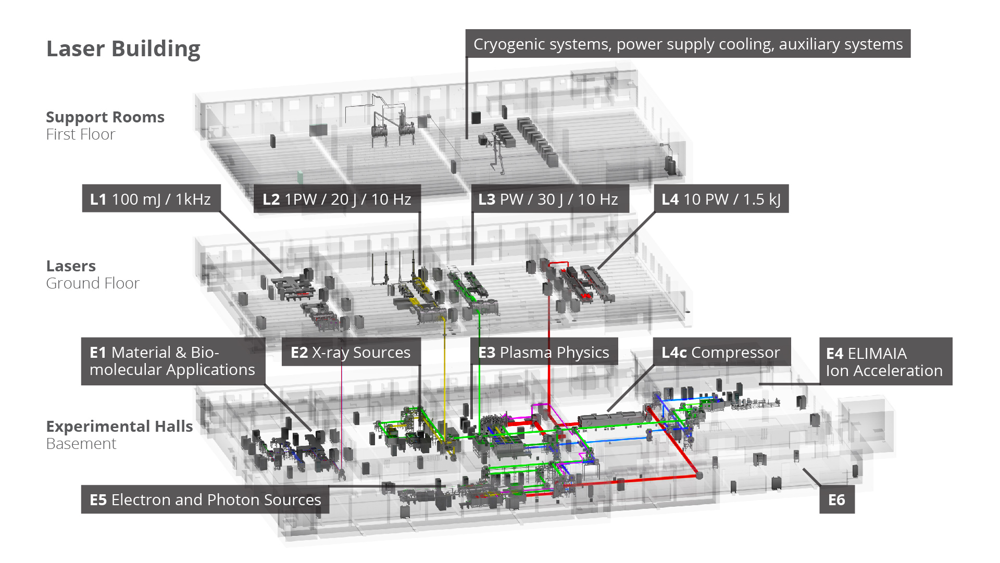 Laser Building
Cryogenic systems, power supply cooling, auxiliary systems
Support Rooms
First Floor
L1 100 mJ / 1kHz
L2 1PW / 20 J / 10 Hz
L3 PW / 30 J / 10 Hz
L4 10 PW / 1.5 kJ
Lasers
Ground Floor
E1 Material & Bio-
molecular Applications
E2 X-ray Sources
E3 Plasma Physics
L4c Compressor
E4 ELIMAIA
Ion Acceleration
Experimental Halls
Basement
E5 Electron and Photon Sources
E6